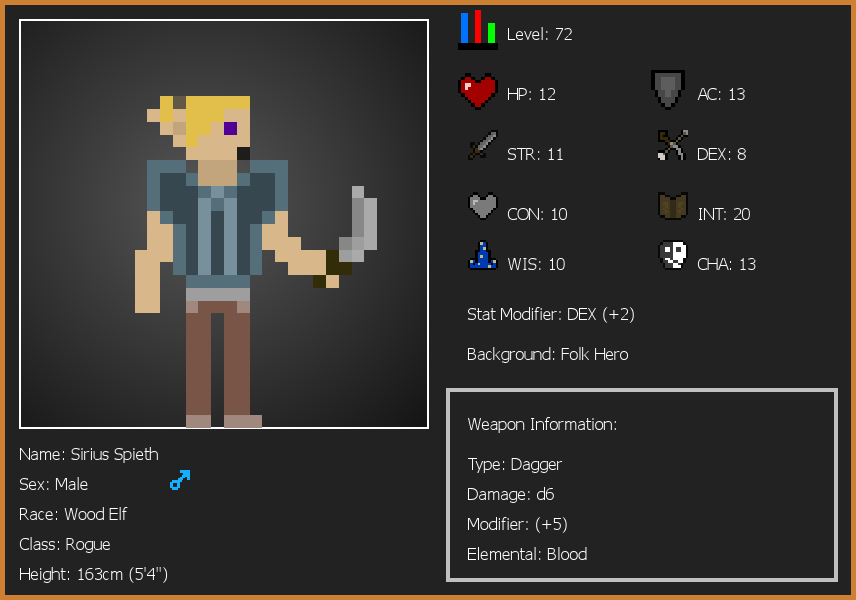 Level: 72
HP: 12
AC: 13
STR: 11
DEX: 8
CON: 10
INT: 20
WIS: 10
CHA: 13
Stat Modifier: DEX (+2)
Background: Folk Hero
Weapon Information:
Type: Dagger
Damage: d6
Modifier: (+5)
Elemental: Blood
Name: Sirius Spieth
Sex: Male
Race: Wood Elf
Class: Rogue
Height: 163cm (5'4")